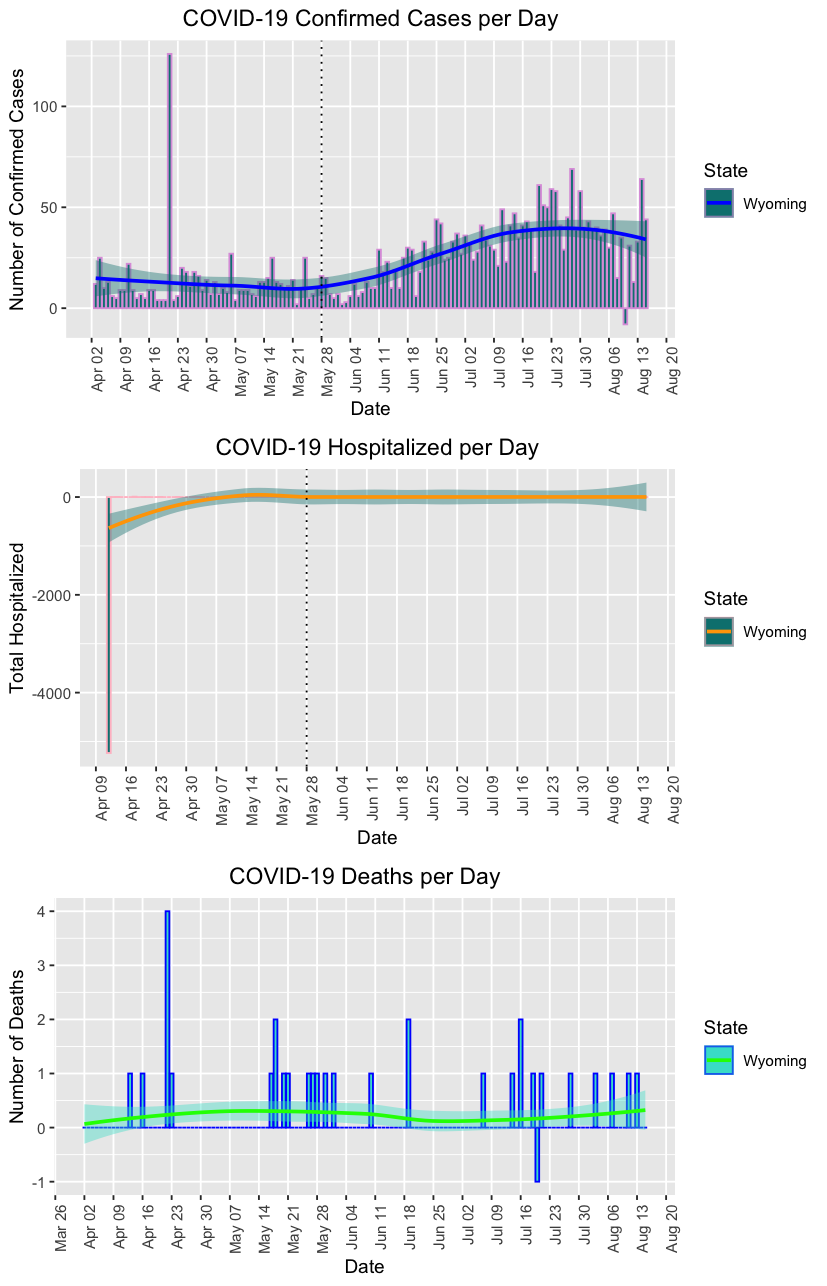 COVID-19 Confirmed Cases per Day
Number of Confirmed Cases
100
50
0
Apr 02
Apr 09
Apr 16
Apr 23
Apr 30
May 07
May 14
May 21
May 28
Jun 04
Jun 11
Jun 18
Jun 25
Jul 02
Jul 09
Jul 16
Jul 23
Jul 30
Aug 06
Aug 13
Aug 20
Date
State
Wyoming
COVID-19 Hospitalized per Day
Total Hospitalized
0
-2000
-4000
Apr 09
Apr 16
Apr 23
Apr 30
May 07
May 14
May 21
May 28
Jun 04
Jun 11
Jun 18
Jun 25
Jul 02
Jul 09
Jul 16
Jul 23
Jul 30
Aug 06
Aug 13
Aug 20
Date
State
Wyoming
COVID-19 Deaths per Day
Number of Deaths
4
3
2
1
0
-1
Mar 26
Apr 02
Apr 09
Apr 16
Apr 23
Apr 30
May 07
May 14
May 21
May 28
Jun 04
Jun 11
Jun 18
Jun 25
Jul 02
Jul 09
Jul 16
Jul 23
Jul 30
Aug 06
Aug 13
Aug 20
Date
State
Wyoming